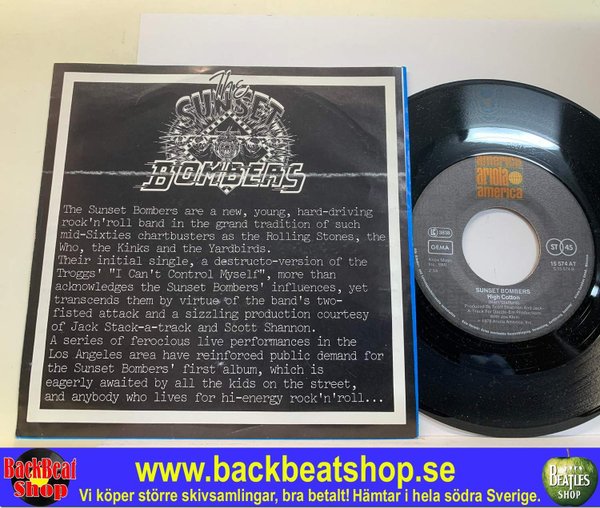 The
SUNSET
BOMBERS
The Sunset Bombers are a new, young, hard-driving
rock'n'roll band in the grand tradition of such
mid-Sixties chartbusters as the Rolling Stones, the
Who, the Kinks and the Yardbirds.
Their initial single, a destructo-version of the
Troggs' "I Can't Control Myself", more than
acknowledges the Sunset Bombers' influences, yet
transcends them by virtue of the band's two-
fisted attack and a sizzling production courtesy
of Jack Stack-a-track and Scott Shannon.
A series of ferocious live performances in the
Los Angeles area have reinforced public demand for
the Sunset Bombers' first album, which is
eagerly awaited by all the kids on the street,
and anybody who lives for hi-energy rock'n'roll...
america
ariola
america
GEMA
ST 45
15 574 AT
SUNSET BOMBERS
High Cotton
BackBeat
Shop
www.backbeatshop.se
Vi köper större skivsamlingar, bra betalt! Hämtar i hela södra Sverige.
BEATLES
SHOP